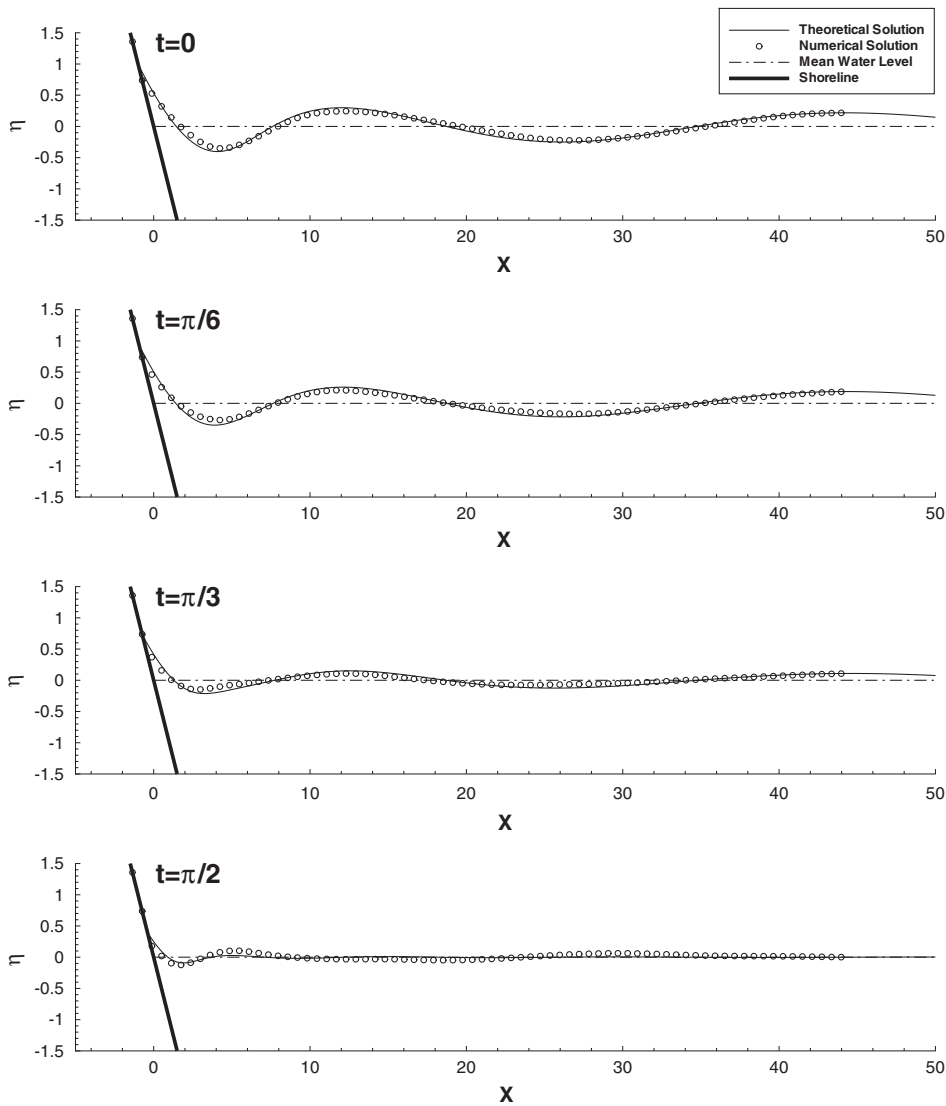 Theoretical Solution
Numerical Solution
Mean Water Level
Shoreline
t=0
1.5
1
0.5
0
-0.5
-1
-1.5
η
0 10 20 30 40 50
X
t=π/6
1.5
1
0.5
0
-0.5
-1
-1.5
η
0 10 20 30 40 50
X
t=π/3
1.5
1
0.5
0
-0.5
-1
-1.5
η
0 10 20 30 40 50
X
t=π/2
1.5
1
0.5
0
-0.5
-1
-1.5
η
0 10 20 30 40 50
X